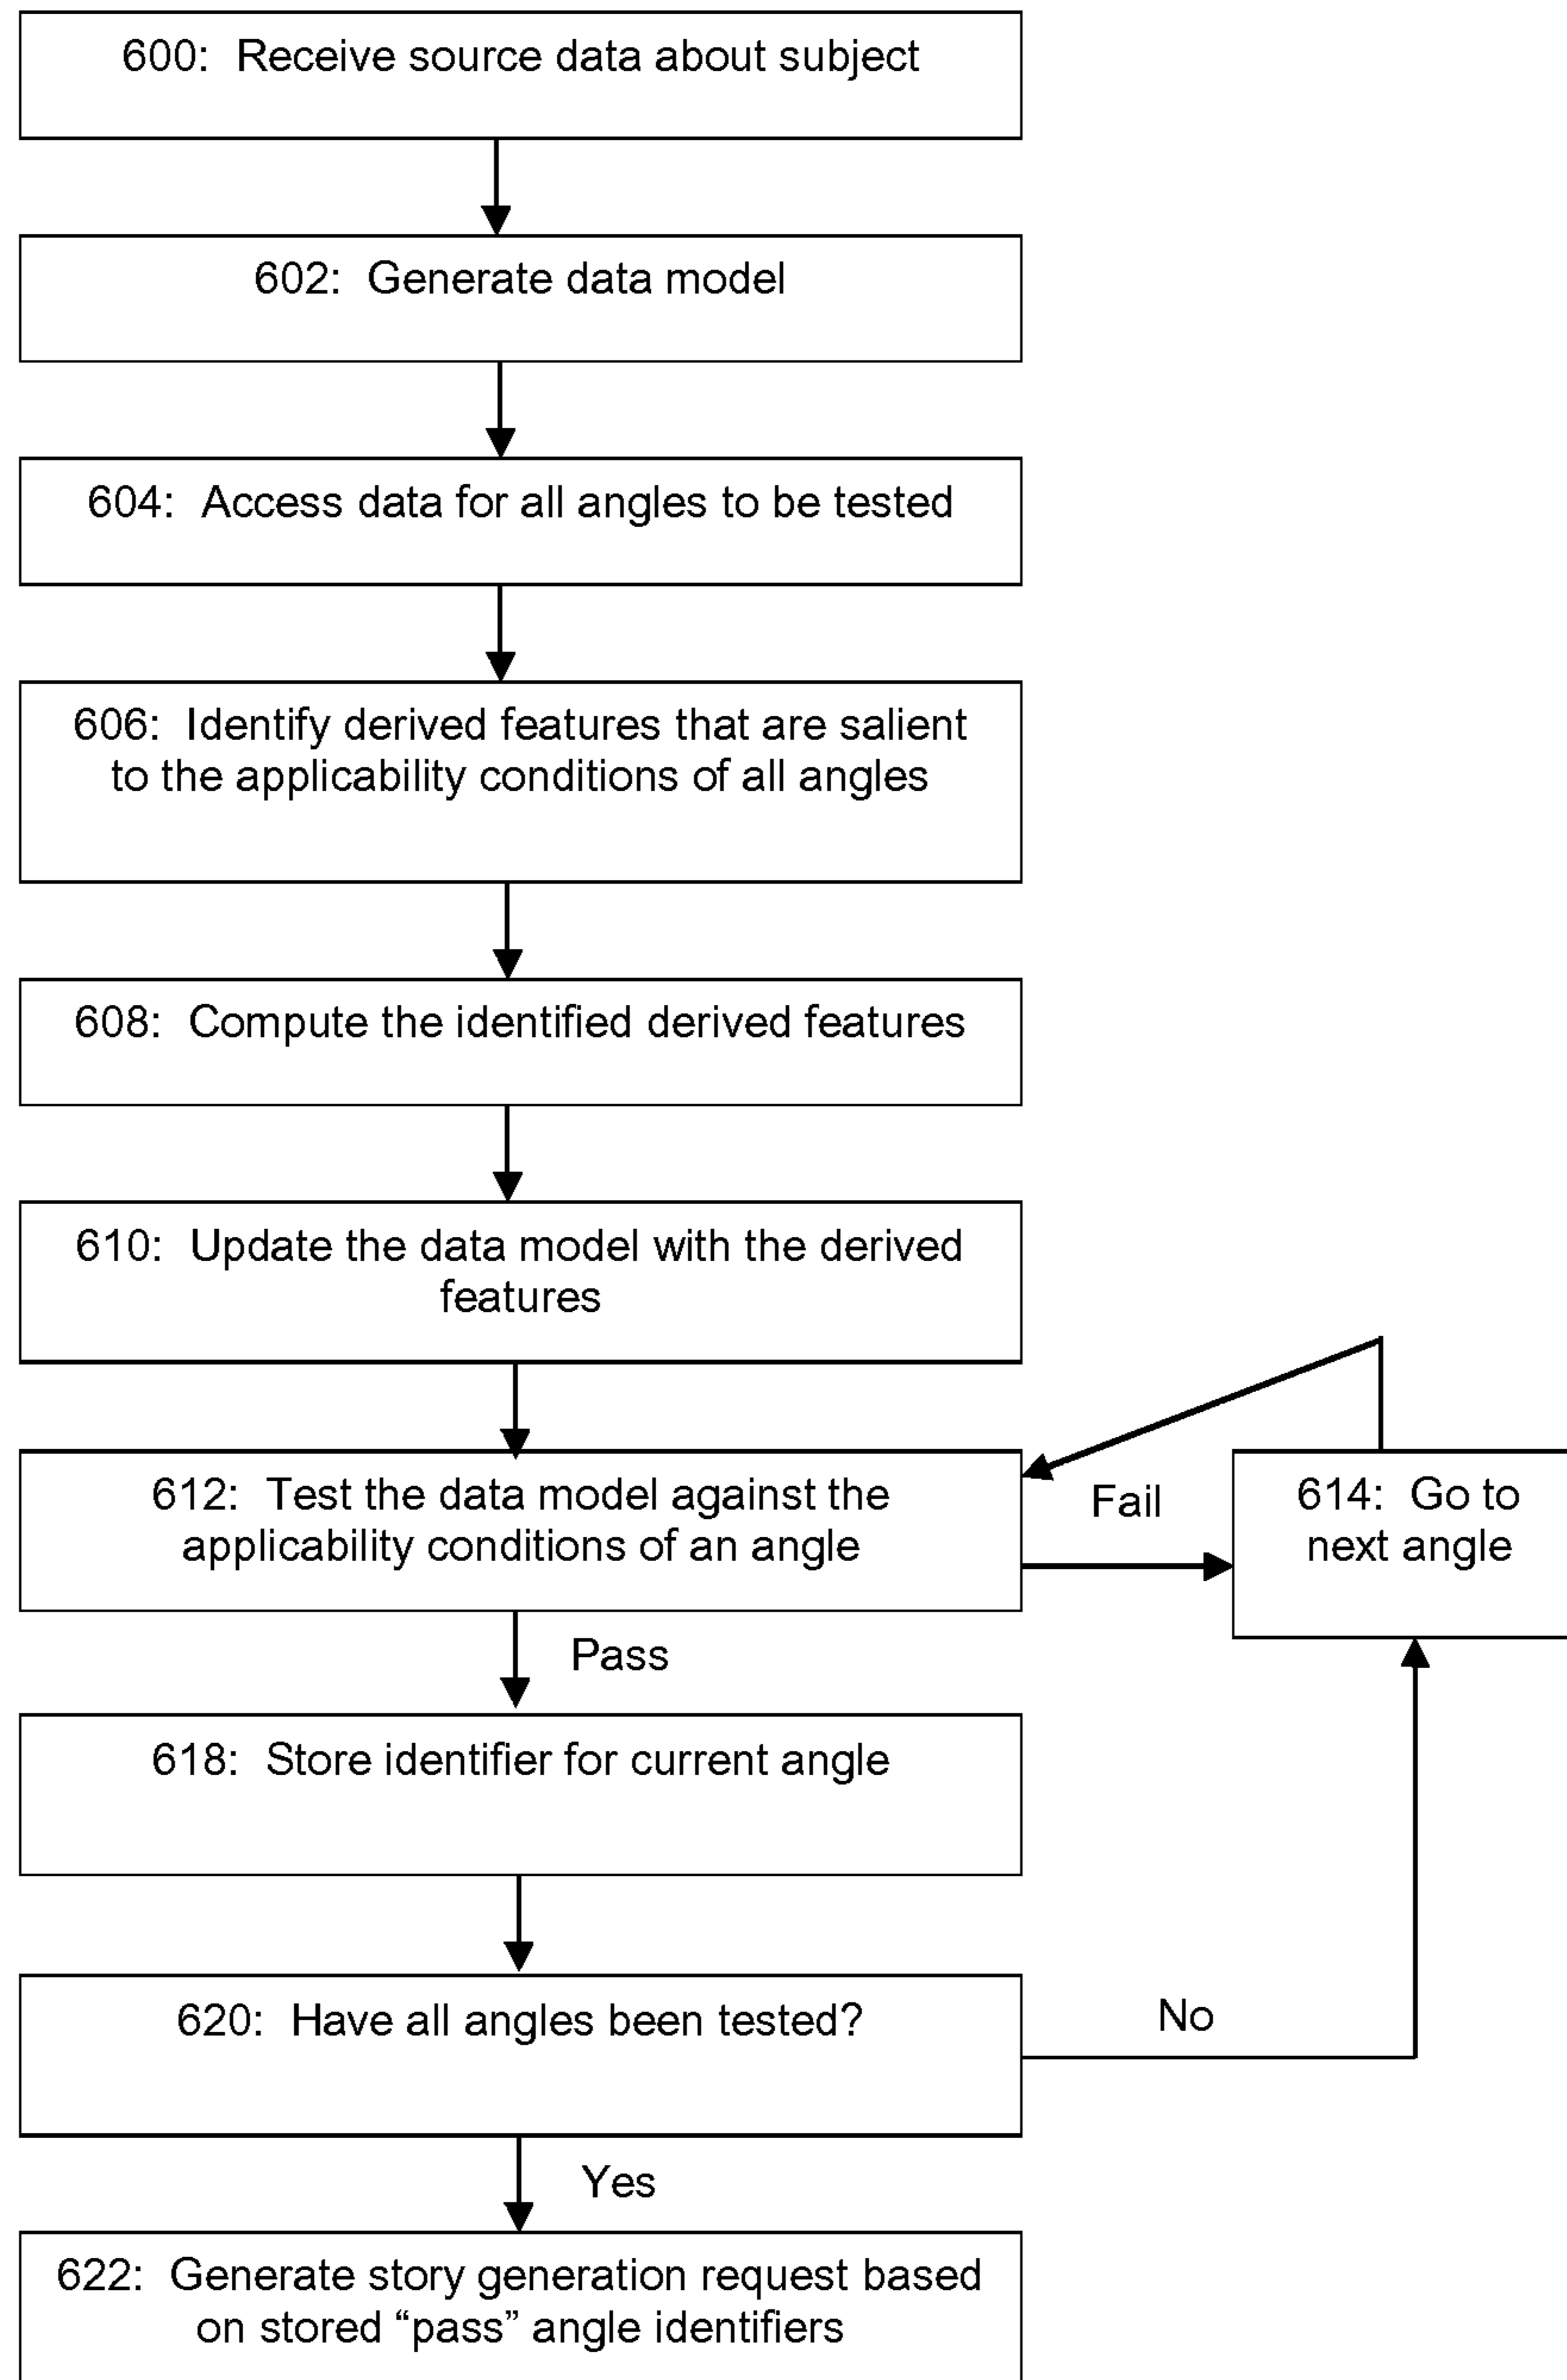 600:  Receive source data about subject
602:  Generate data model
604:  Access data for all angles to be tested
606:  Identify derived features that are salient
to the applicability conditions of all angles
608:  Compute the identified derived features
610:  Update the data model with the derived
features
612:  Test the data model against the
applicability conditions of an angle
Fail
614:  Go to
next angle
Pass
618:  Store identifier for current angle
620:  Have all angles been tested?
No
Yes
622:  Generate story generation request based
on stored “pass” angle identifiers